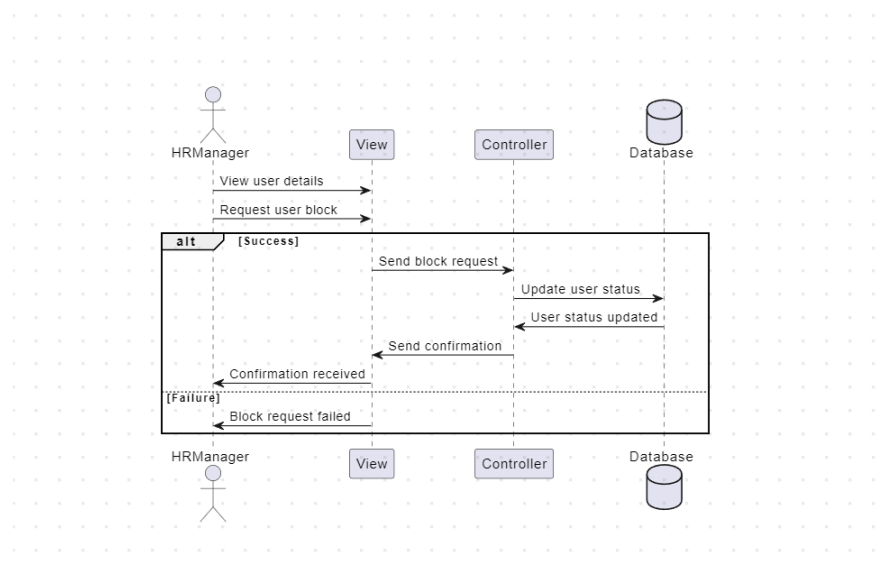 HRManager
View
Controller
Database
View user details
Request user block
alt
[Success]
Send block request
Update user status
User status updated
Send confirmation
Confirmation received
[Failure]
Block request failed
HRManager
View
Controller
Database